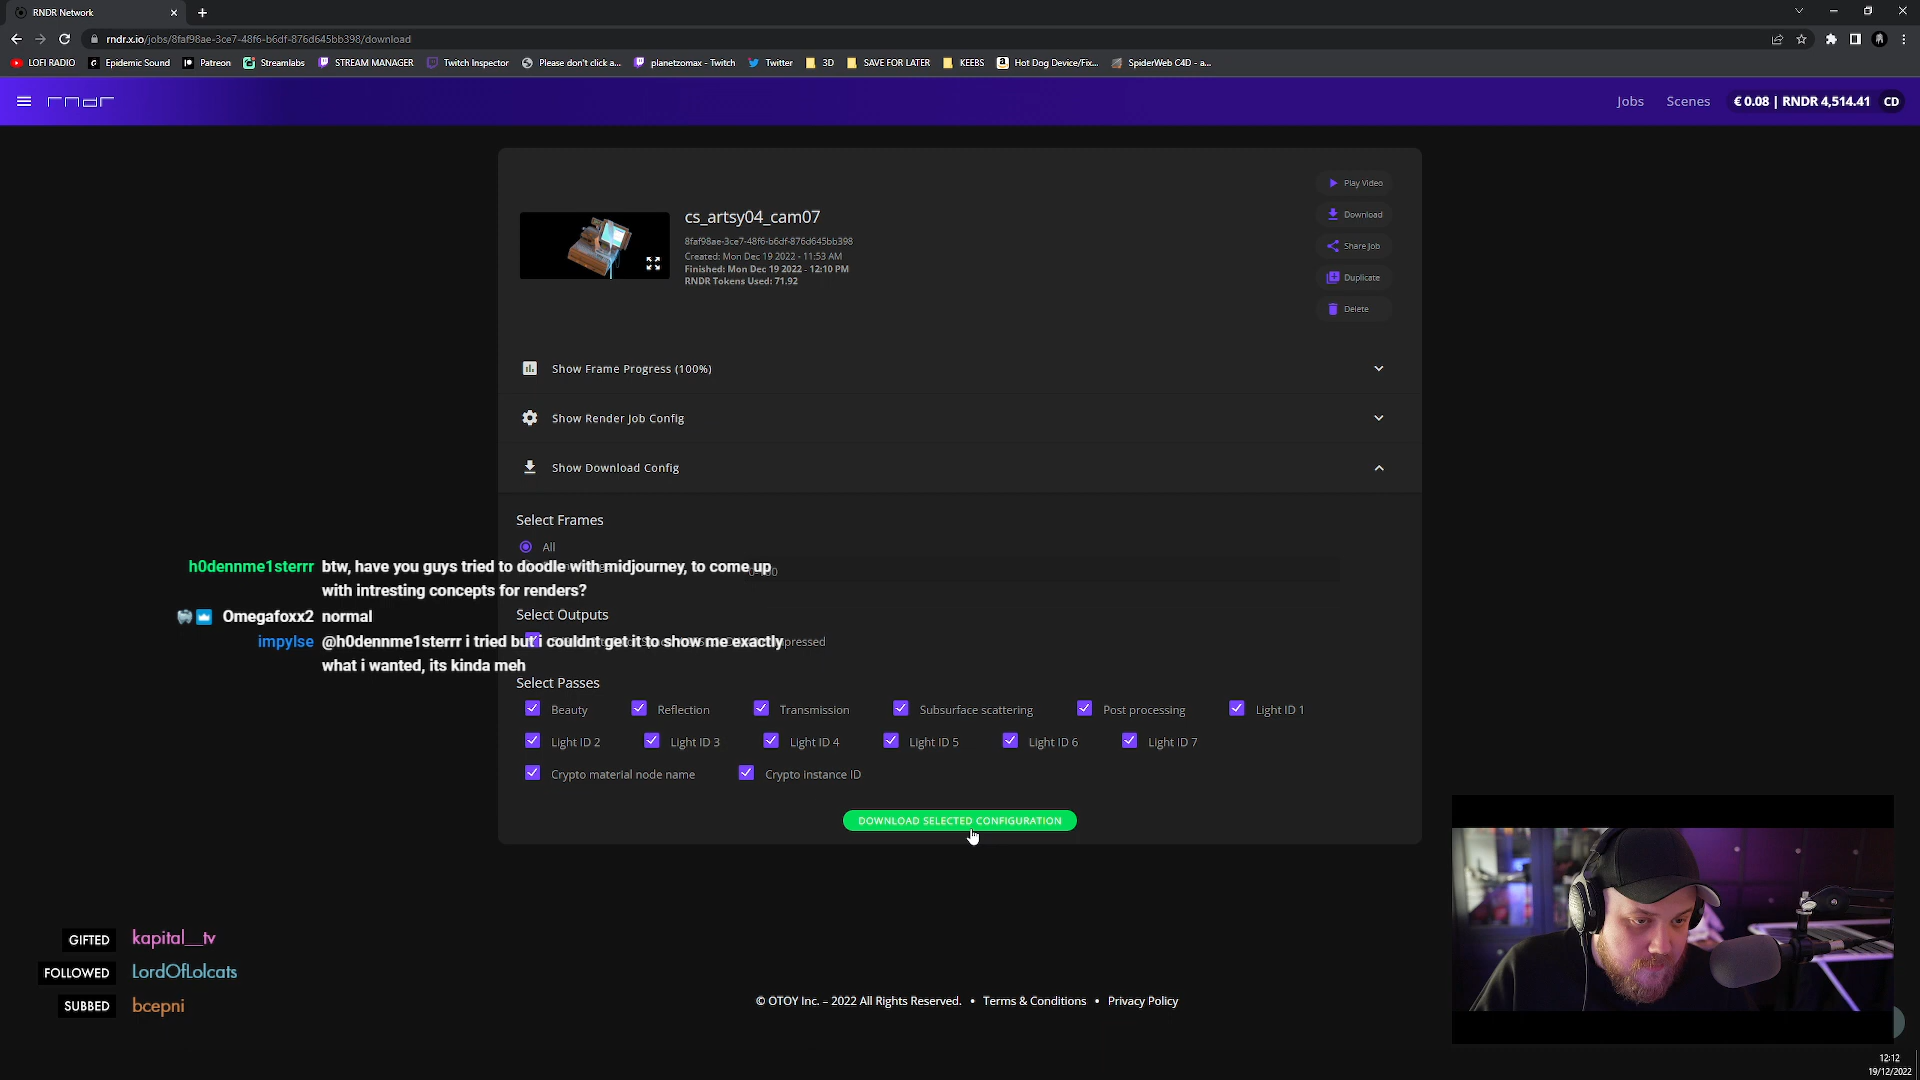 RNDR Network
rndr.x.io/jobs/8faf98ae-3ce7-48f6-b6df-876d645bb398/download
LOFI RADIO
Epidemic Sound
Patreon
Streamlabs
STREAM MANAGER
Twitch Inspector
Please don't click a...
planetzomax - Twitch
Twitter
3D
SAVE FOR LATER
KEEBS
Hot Dog Device/Fix...
SpiderWeb C4D - a...
rndr
Jobs
Scenes
€ 0.08 | RNDR 4,514.41
CD
cs_artsy04_cam07
8faf98ae-3ce7-48f6-b6df-876d645bb398
Created: Mon Dec 19 2022 - 11:53 AM
Finished: Mon Dec 19 2022 - 12:10 PM
RNDR Tokens Used: 71.92
Play Video
Download
Share Job
Duplicate
Delete
Show Frame Progress (100%)
Show Render Job Config
Show Download Config
Select Frames
All
h0dennme1sterrr btw, have you guys tried to doodle with midjourney, to come up
with intresting concepts for renders?
Omegafoxx2 normal
Select Outputs
impylse @h0dennme1sterrr i tried but i couldnt get it to show me exactly
what i wanted, its kinda meh
Select Passes
Beauty
Reflection
Transmission
Subsurface scattering
Post processing
Light ID 1
Light ID 2
Light ID 3
Light ID 4
Light ID 5
Light ID 6
Light ID 7
Crypto material node name
Crypto instance ID
DOWNLOAD SELECTED CONFIGURATION
GIFTED kapital__tv
FOLLOWED LordOfLolcats
SUBBED bcepni
© OTOY Inc. – 2022 All Rights Reserved. • Terms & Conditions • Privacy Policy
12:12
19/12/2022